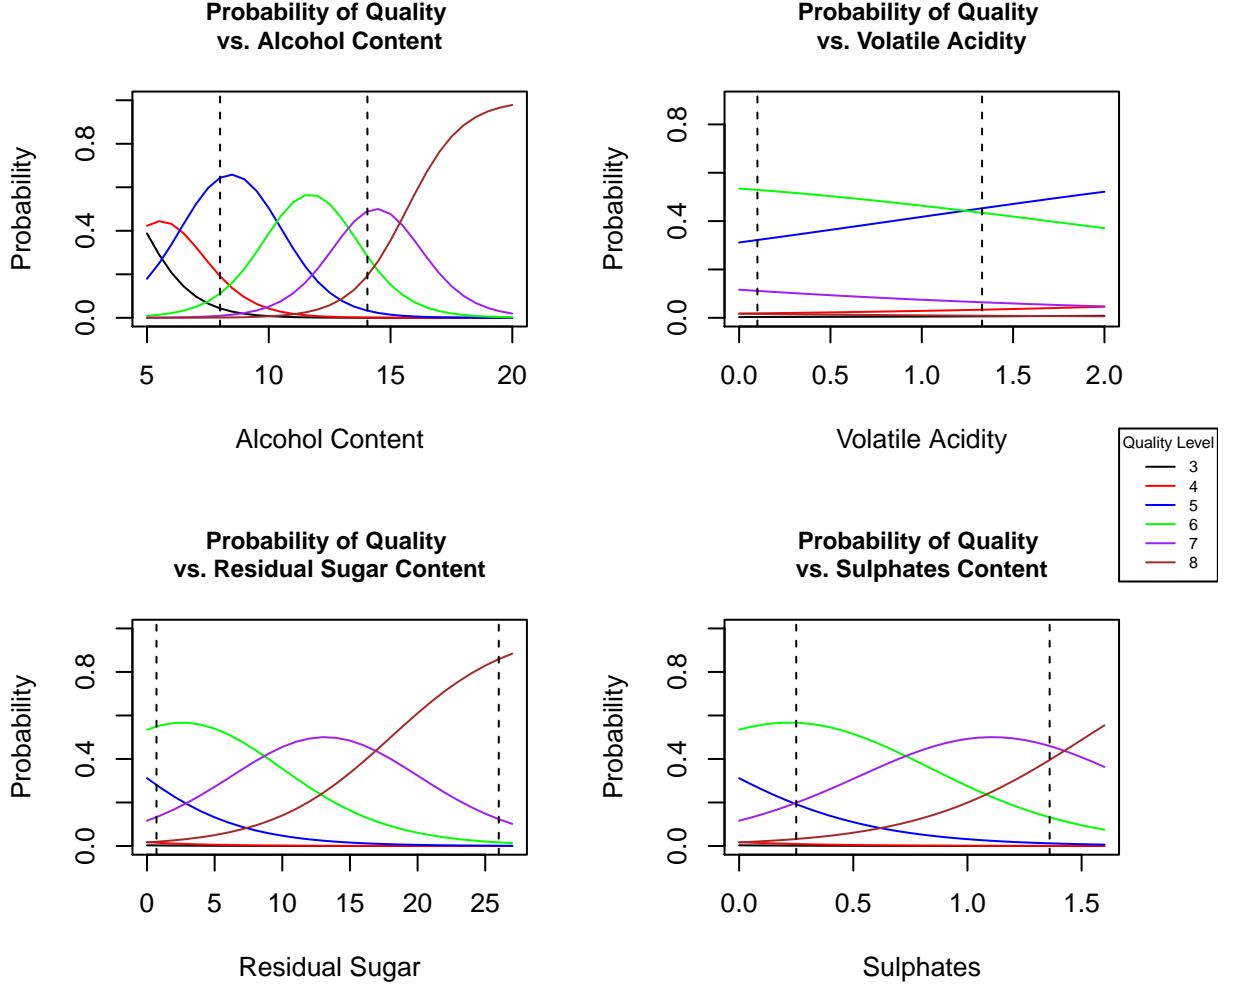 Probability of Quality
vs. Alcohol Content
Probability
0.0
0.4
0.8
5
10
15
20
Alcohol Content
Probability of Quality
vs. Volatile Acidity
Probability
0.0
0.4
0.8
0.0
0.5
1.0
1.5
2.0
Volatile Acidity
Quality Level
3
4
5
6
7
8
Probability of Quality
vs. Residual Sugar Content
Probability
0.0
0.4
0.8
0
5
10
15
20
25
Residual Sugar
Probability of Quality
vs. Sulphates Content
Probability
0.0
0.4
0.8
0.0
0.5
1.0
1.5
Sulphates